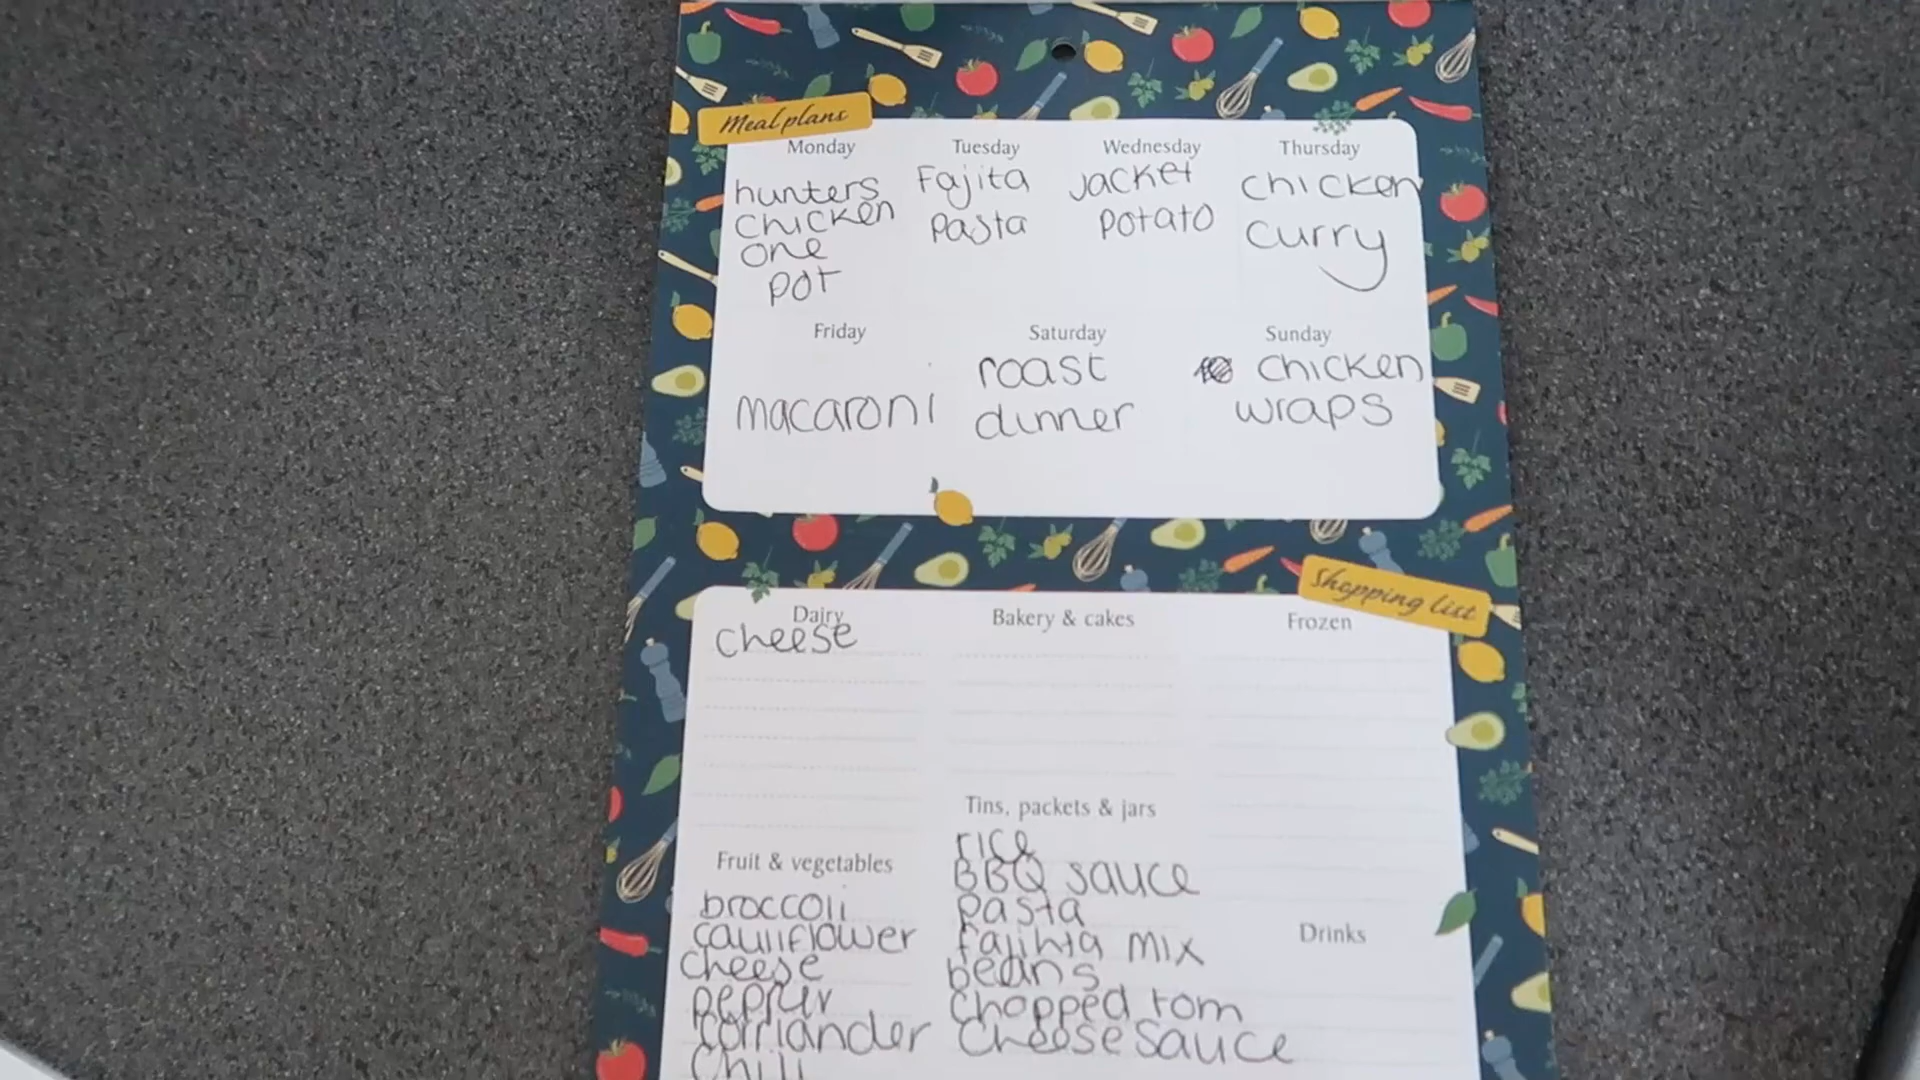 Meal plans
Monday
hunters
chicken
one
pot
Tuesday
Fajita
Pasta
Wednesday
Jacket
Potato
Thursday
chicken
curry
Friday
macaroni
Saturday
roast
dinner
Sunday
chicken
wraps
Shopping list
Dairy
cheese
Bakery & cakes
Frozen
Tins, packets & jars
rice
BBQ sauce
pasta
fajihta mix
beans
chopped tom
cheese sauce
Fruit & vegetables
broccoli
cauliflower
cheese
pepper
corriander
chilli
Drinks